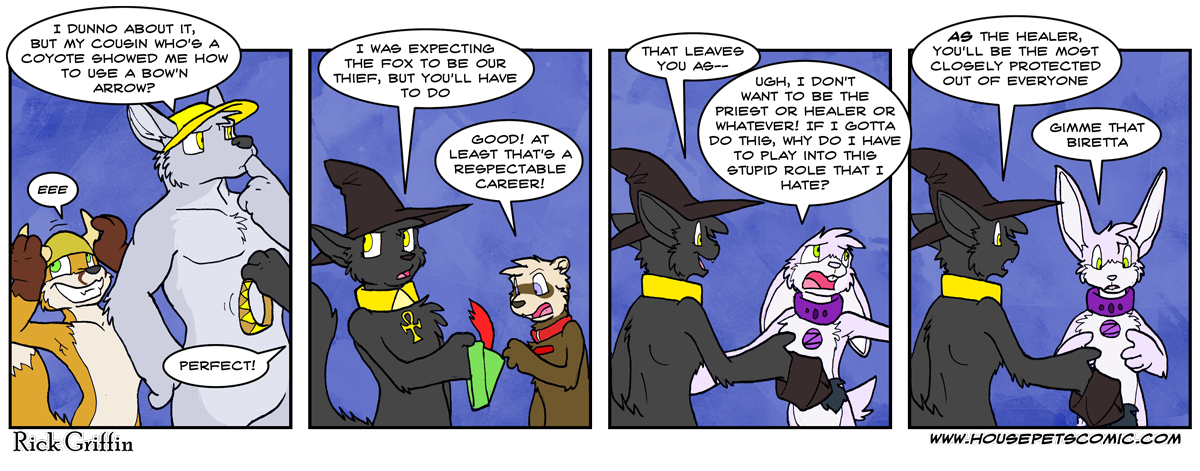 I DUNNO ABOUT IT,
BUT MY COUSIN WHO'S A
COYOTE SHOWED ME HOW
TO USE A BOW'N
ARROW?
EEE
PERFECT!
I WAS EXPECTING
THE FOX TO BE OUR
THIEF, BUT YOU'LL HAVE
TO DO
GOOD! AT
LEAST THAT'S A
RESPECTABLE
CAREER!
THAT LEAVES
YOU AS--
UGH, I DON'T
WANT TO BE THE
PRIEST OR HEALER OR
WHATEVER! IF I GOTTA
DO THIS, WHY DO I HAVE
TO PLAY INTO THIS
STUPID ROLE THAT I
HATE?
AS THE HEALER,
YOU'LL BE THE MOST
CLOSELY PROTECTED
OUT OF EVERYONE
GIMME THAT
BIRETTA
Rick Griffin
WWW.HOUSEPETSCOMIC.COM